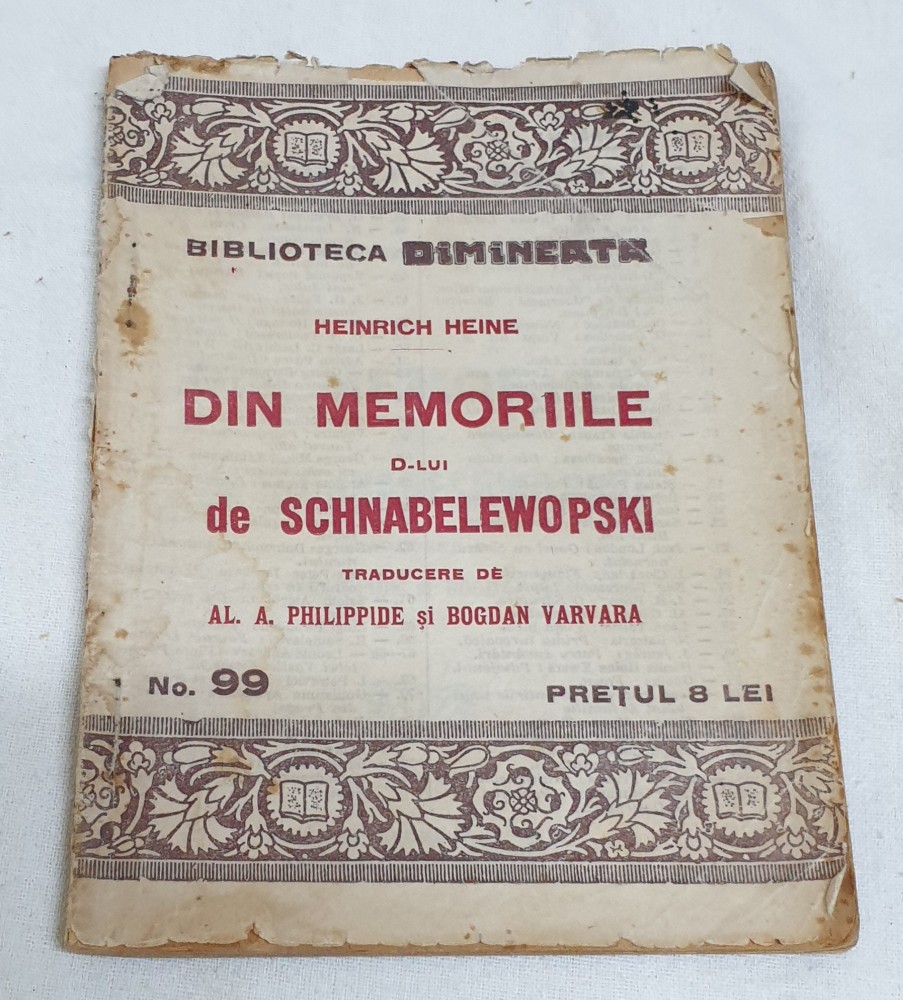 BIBLIOTECA DiMiNEAȚA
HEINRICH HEINE
DIN MEMORIILE
D-LUI
de SCHNABELEWOPSKI
TRADUCERE DE
AL. A. PHILIPPIDE și BOGDAN VARVARA
No. 99 PREȚUL 8 LEI